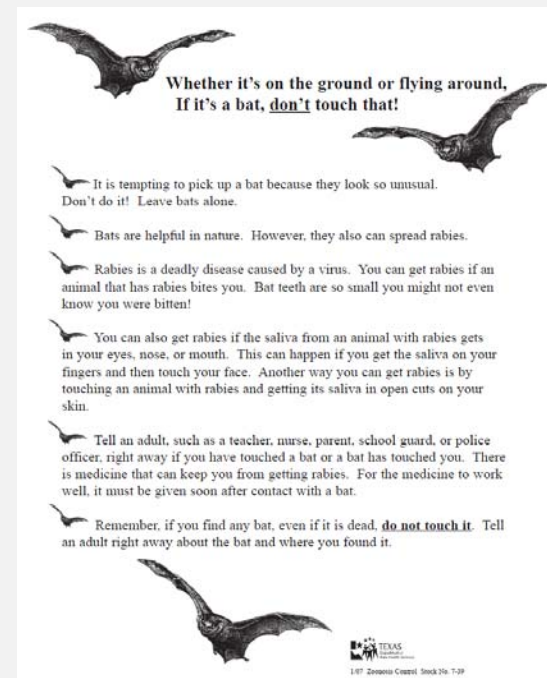 Whether it's on the ground or flying around,
If it's a bat, don't touch that!
It is tempting to pick up a bat because they look so unusual.
Don't do it! Leave bats alone.
Bats are helpful in nature. However, they also can spread rabies.
Rabies is a deadly disease caused by a virus. You can get rabies if an
animal that has rabies bites you. Bat teeth are so small you might not even
know you were bitten!
You can also get rabies if the saliva from an animal with rabies gets
in your eyes, nose, or mouth. This can happen if you get the saliva on your
fingers and then touch your face. Another way you can get rabies is by
touching an animal with rabies and getting its saliva in open cuts on your
skin.
Tell an adult, such as a teacher, nurse, parent, school guard, or police
officer, right away if you have touched a bat or a bat has touched you. There
is medicine that can keep you from getting rabies. For the medicine to work
well, it must be given soon after contact with a bat.
Remember, if you find any bat, even if it is dead, do not touch it. Tell
an adult right away about the bat and where you found it.
TEXAS
1/07 Zoonosis Control Stock No. 7-39